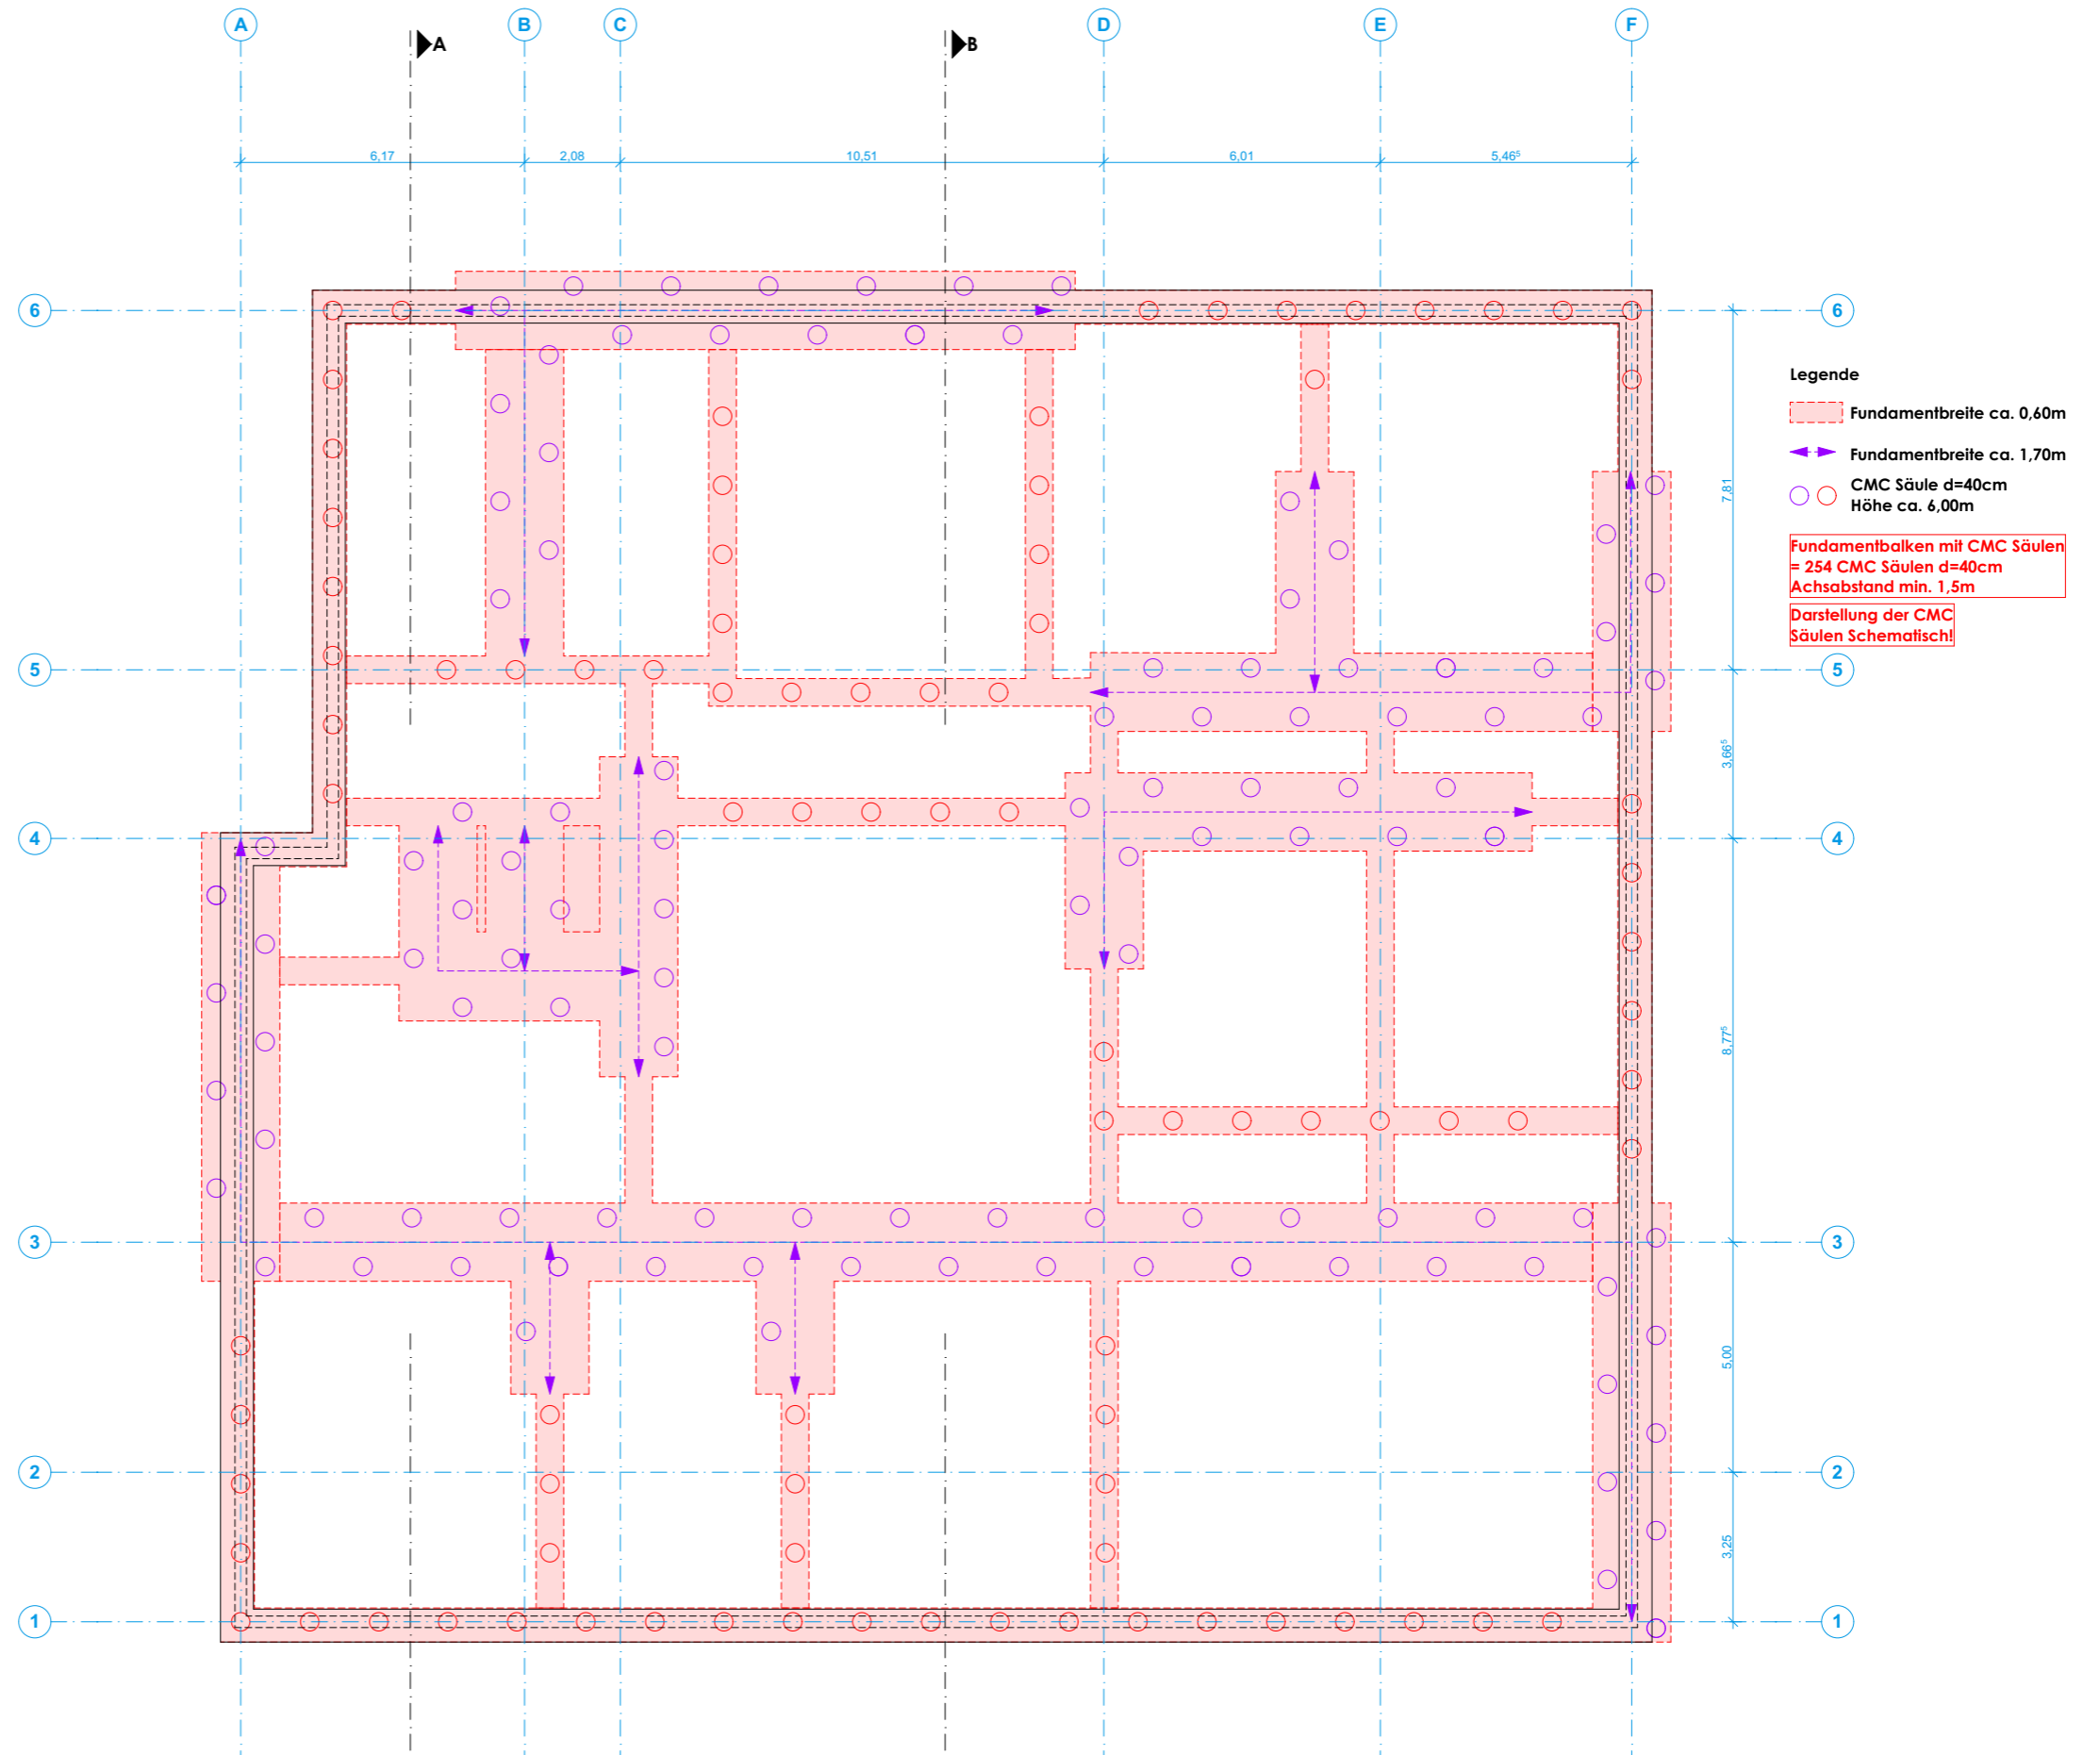 A B C D E F
A B
6,17 2,08 10,51 6,01 5,46⁵
6 6
Legende
Fundamentbreite ca. 0,60m
Fundamentbreite ca. 1,70m
CMC Säule d=40cm
Höhe ca. 6,00m
7,81
Fundamentbalken mit CMC Säulen
= 254 CMC Säulen d=40cm
Achsabstand min. 1,5m
Darstellung der CMC
Säulen Schematisch!
5 5
3,66⁵
4 4
8,77⁵
3 3
5,00
2 2
3,25
1 1